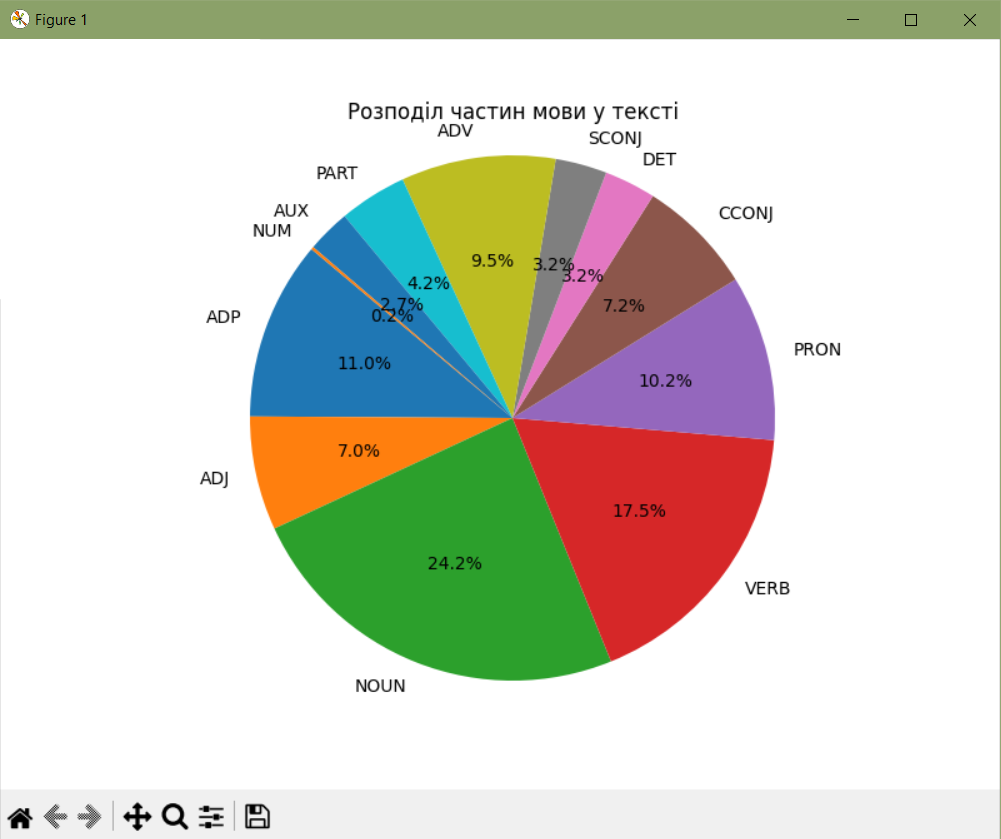 Figure 1
Розподіл частин мови у тексті
ADV
SCONJ
DET
PART
CCONJ
AUX
NUM
ADP
PRON
ADJ
VERB
NOUN
9.5%
3.2%
3.2%
4.2%
2.7%
0.2%
7.2%
11.0%
10.2%
7.0%
17.5%
24.2%